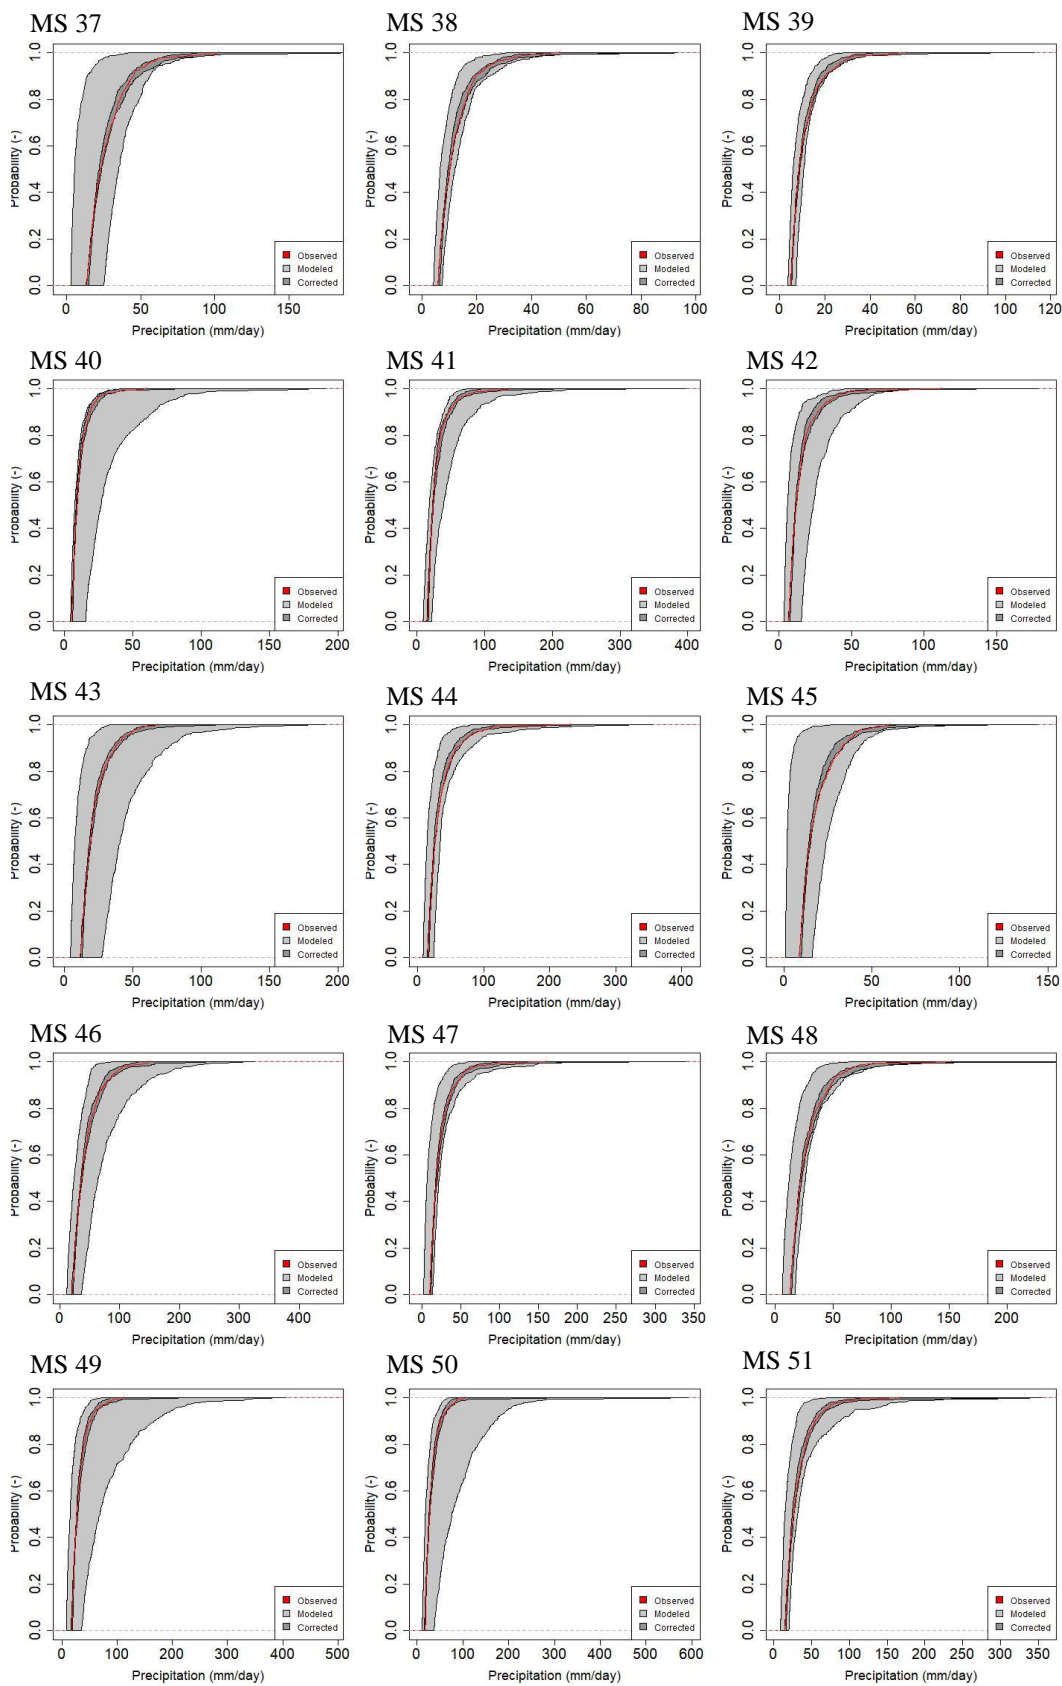 MS 37
MS 38
MS 39
Probability (-)
0.0 0.2 0.4 0.6 0.8 1.0
Observed
Modeled
Corrected
0 50 100 150
Precipitation (mm/day)
Probability (-)
0.0 0.2 0.4 0.6 0.8 1.0
Observed
Modeled
Corrected
0 20 40 60 80 100
Precipitation (mm/day)
Probability (-)
0.0 0.2 0.4 0.6 0.8 1.0
Observed
Modeled
Corrected
0 20 40 60 80 100 120
Precipitation (mm/day)
MS 40
MS 41
MS 42
Probability (-)
0.0 0.2 0.4 0.6 0.8 1.0
Observed
Modeled
Corrected
0 50 100 150 200
Precipitation (mm/day)
Probability (-)
0.0 0.2 0.4 0.6 0.8 1.0
Observed
Modeled
Corrected
0 100 200 300 400
Precipitation (mm/day)
Probability (-)
0.0 0.2 0.4 0.6 0.8 1.0
Observed
Modeled
Corrected
0 50 100 150
Precipitation (mm/day)
MS 43
MS 44
MS 45
Probability (-)
0.0 0.2 0.4 0.6 0.8 1.0
Observed
Modeled
Corrected
0 50 100 150 200
Precipitation (mm/day)
Probability (-)
0.0 0.2 0.4 0.6 0.8 1.0
Observed
Modeled
Corrected
0 100 200 300 400
Precipitation (mm/day)
Probability (-)
0.0 0.2 0.4 0.6 0.8 1.0
Observed
Modeled
Corrected
0 50 100 150
Precipitation (mm/day)
MS 46
MS 47
MS 48
Probability (-)
0.0 0.2 0.4 0.6 0.8 1.0
Observed
Modeled
Corrected
0 100 200 300 400
Precipitation (mm/day)
Probability (-)
0.0 0.2 0.4 0.6 0.8 1.0
Observed
Modeled
Corrected
0 50 100 150 200 250 300 350
Precipitation (mm/day)
Probability (-)
0.0 0.2 0.4 0.6 0.8 1.0
Observed
Modeled
Corrected
0 50 100 150 200
Precipitation (mm/day)
MS 49
MS 50
MS 51
Probability (-)
0.0 0.2 0.4 0.6 0.8 1.0
Observed
Modeled
Corrected
0 100 200 300 400 500
Precipitation (mm/day)
Probability (-)
0.0 0.2 0.4 0.6 0.8 1.0
Observed
Modeled
Corrected
0 100 200 300 400 500 600
Precipitation (mm/day)
Probability (-)
0.0 0.2 0.4 0.6 0.8 1.0
Observed
Modeled
Corrected
0 50 100 150 200 250 300 350
Precipitation (mm/day)